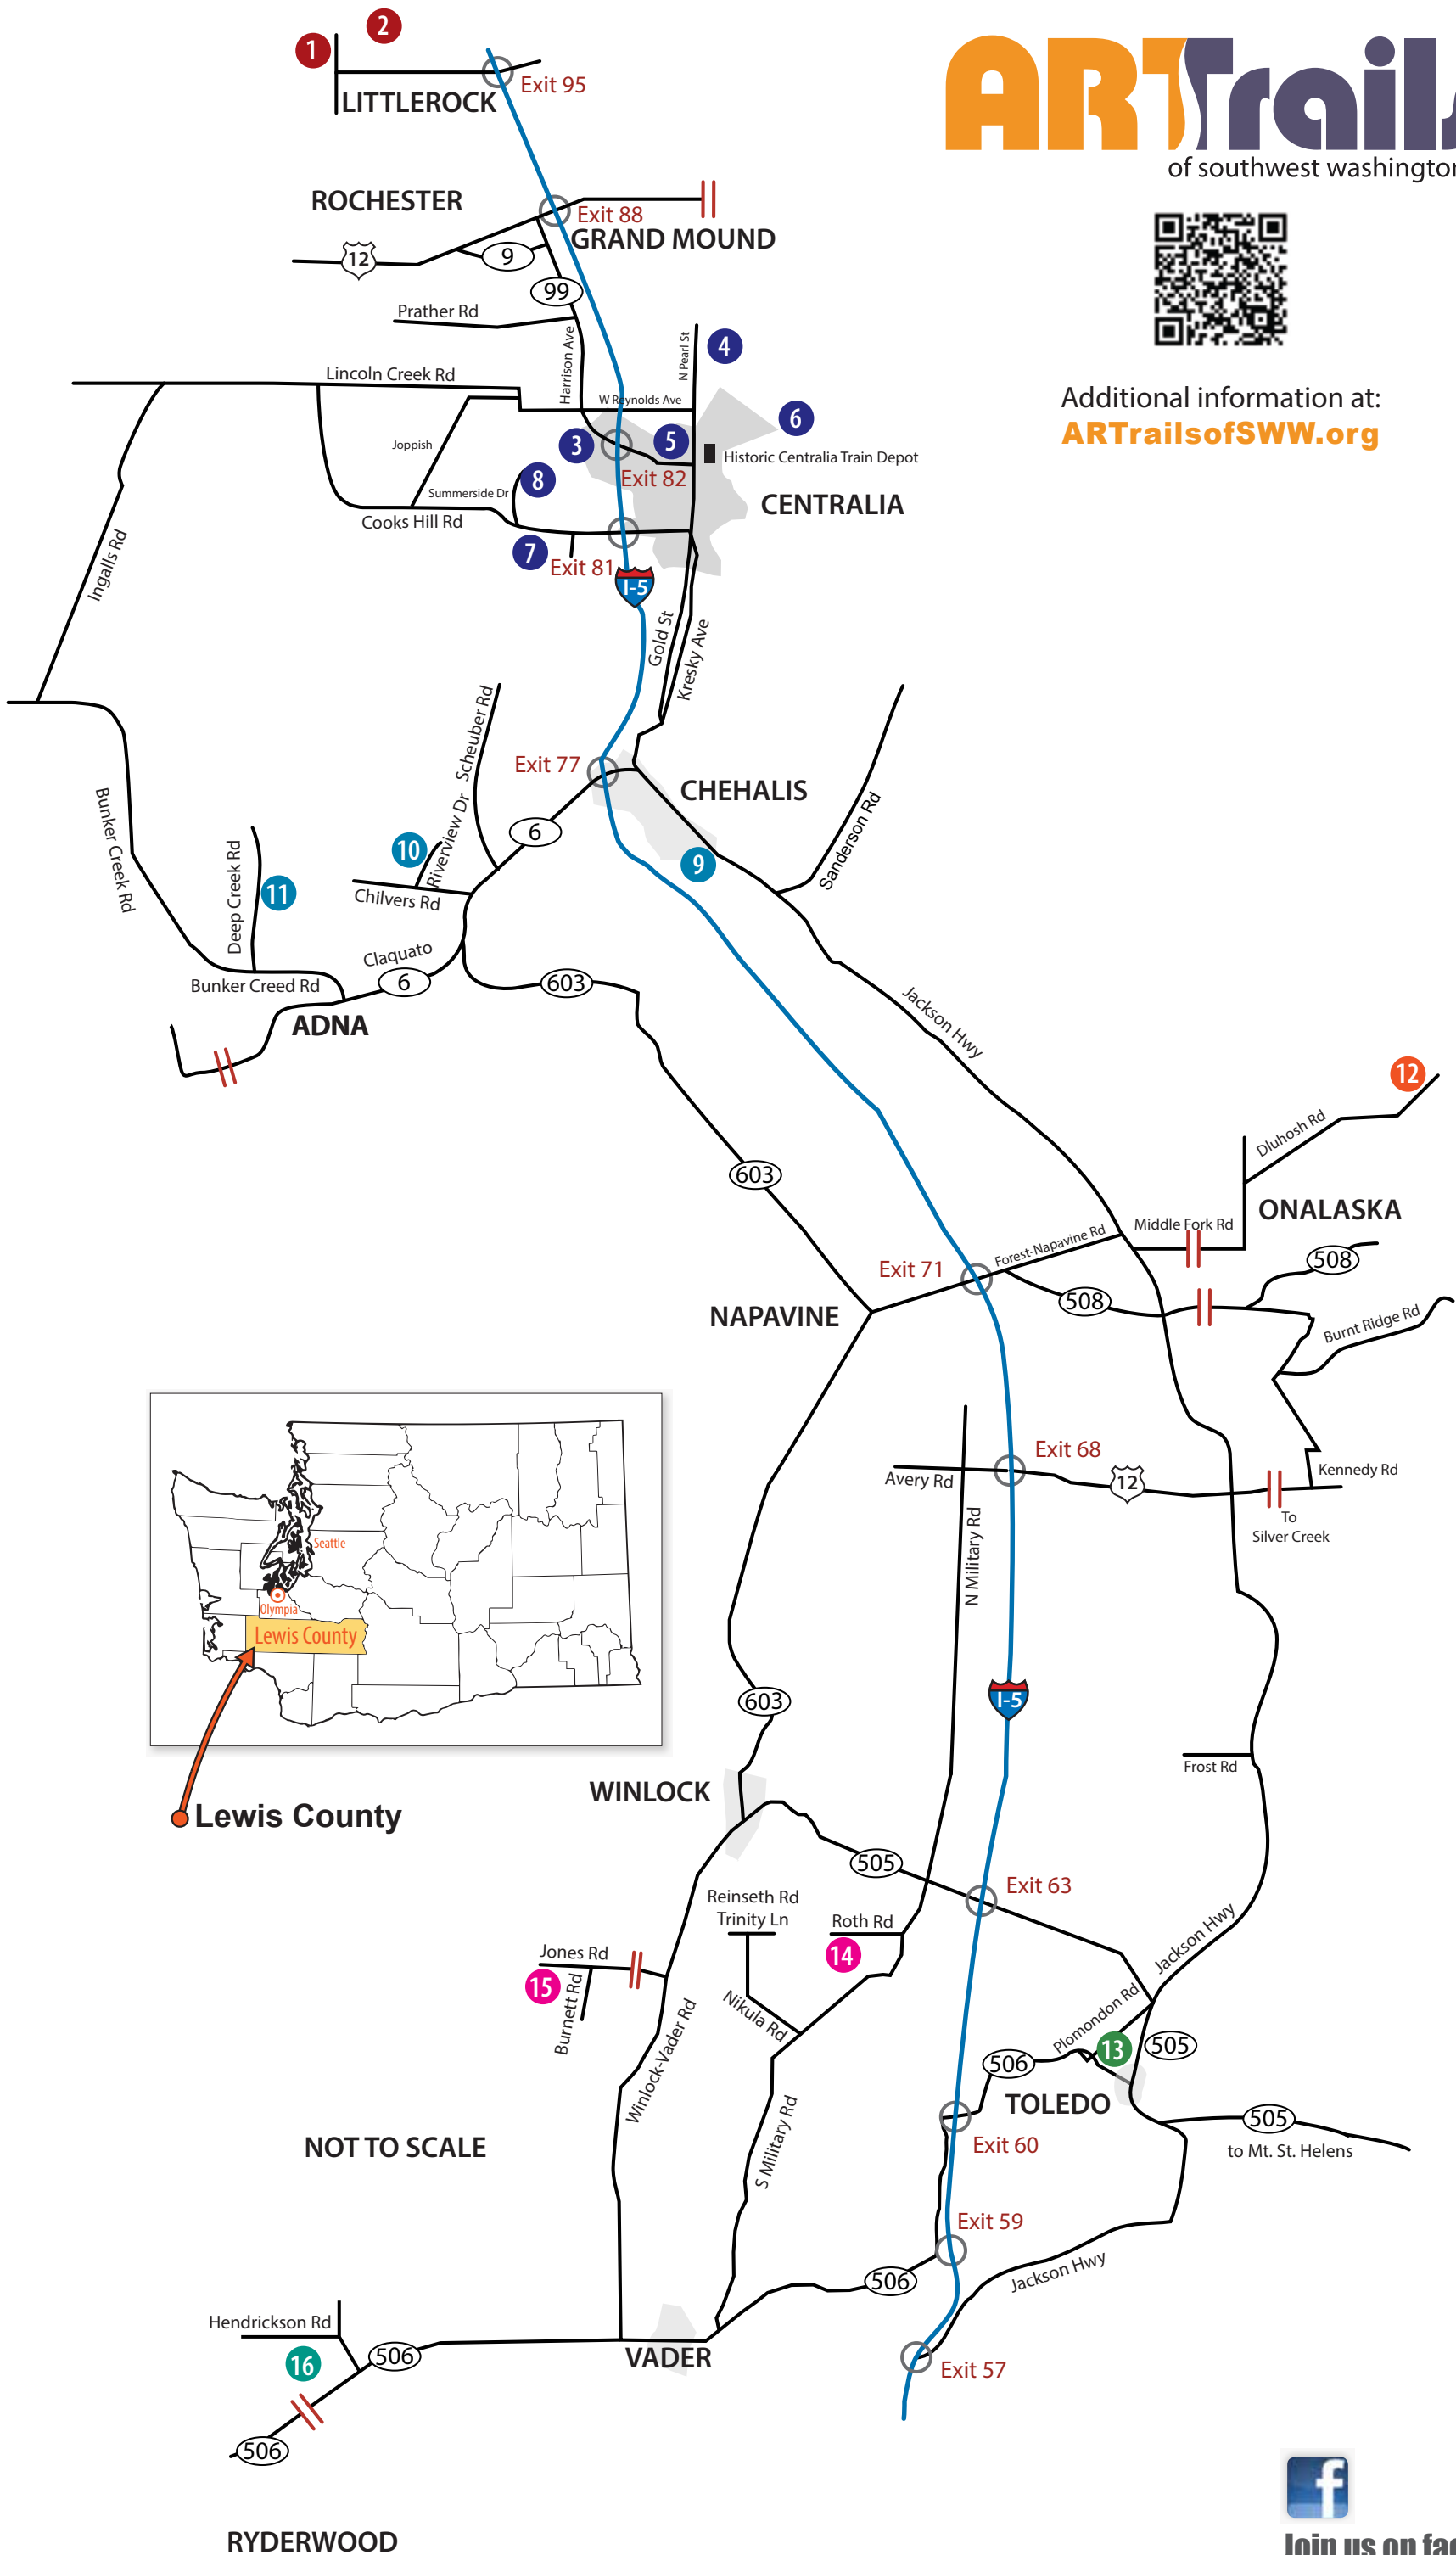 1
2
Exit 95
LITTLEROCK
ARTrails
of southwest washington
ROCHESTER
Exit 88
GRAND MOUND
12
9
99
Prather Rd
Harrison Ave
N Pearl St
4
Lincoln Creek Rd
W Reynolds Ave
Additional information at:
ARTrailsofSWW.org
6
3
5
Joppish
Historic Centralia Train Depot
Exit 82
8
Summerside Dr
CENTRALIA
Cooks Hill Rd
7
Exit 81
I-5
Ingalls Rd
Gold St
Kresky Ave
Scheuber Rd
Exit 77
CHEHALIS
Bunker Creek Rd
Riverview Dr
6
10
9
Sanderson Rd
Deep Creek Rd
11
Chilvers Rd
Claquato
6
603
Bunker Creed Rd
ADNA
Jackson Hwy
12
Dluhosh Rd
603
ONALASKA
Middle Fork Rd
Forest-Napavine Rd
508
Exit 71
508
NAPAVINE
Burnt Ridge Rd
Exit 68
Avery Rd
12
Kennedy Rd
To
Silver Creek
N Military Rd
Seattle
Olympia
Lewis County
I-5
603
Frost Rd
WINLOCK
Lewis County
505
Exit 63
Reinseth Rd
Trinity Ln
Roth Rd
14
Jackson Hwy
Jones Rd
15
Burnett Rd
Nikula Rd
Plomondon Rd
13
505
506
Winlock-Vader Rd
TOLEDO
505
S Military Rd
NOT TO SCALE
Exit 60
to Mt. St. Helens
Exit 59
506
Jackson Hwy
Hendrickson Rd
506
16
VADER
Exit 57
506
RYDERWOOD
f
Join us on fac